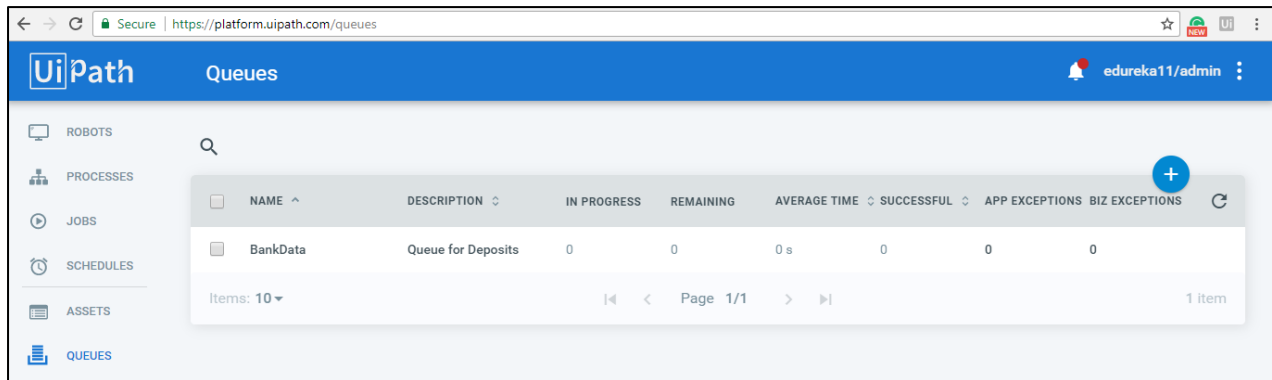 Secure | https://platform.uipath.com/queues
NEW
Ui
UiPath
Queues
edureka11/admin
ROBOTS
PROCESSES
JOBS
SCHEDULES
ASSETS
QUEUES
+
NAME DESCRIPTION IN PROGRESS REMAINING AVERAGE TIME SUCCESSFUL APP EXCEPTIONS BIZ EXCEPTIONS
BankData Queue for Deposits 0 0 0 s 0 0 0
Items: 10 Page 1/1 1 item